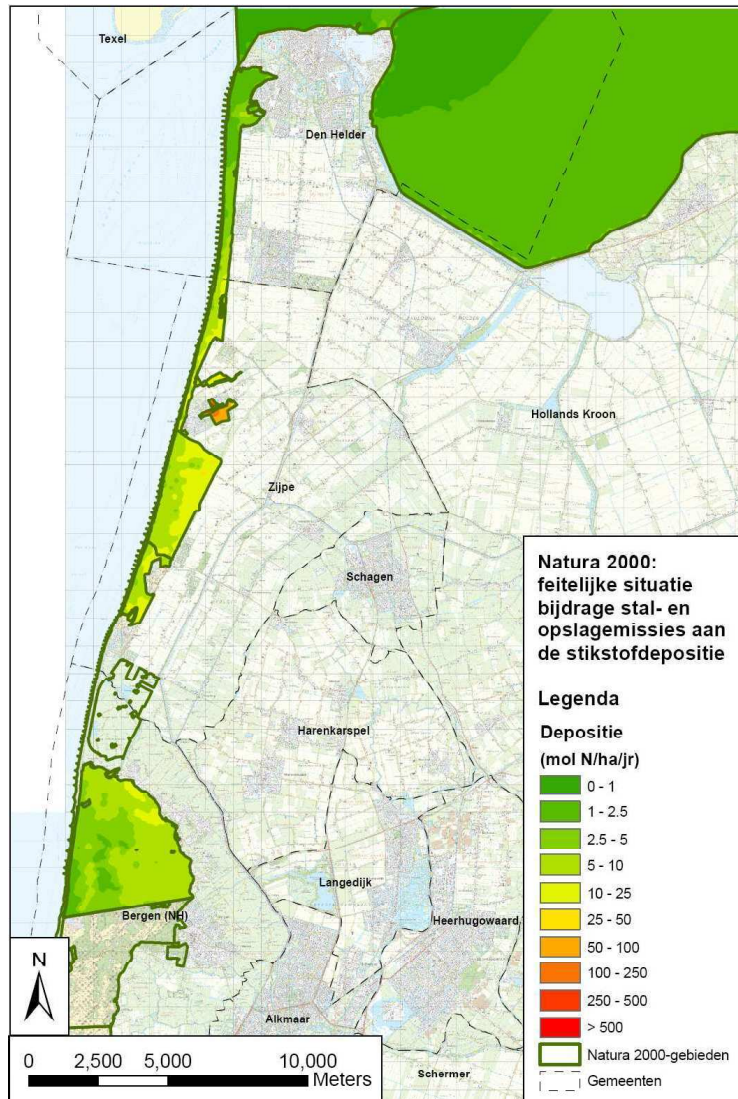 Texel
Den Helder
Hollands Kroon
Zijpe
Schagen
Harenkarspel
Langedijk
Bergen (NH)
Heerhugowaard
Alkmaar
Schermer
N
0 2,500 5,000 10,000
Meters
Natura 2000:
feitelijke situatie
bijdrage stal- en
opslagemissies aan
de stikstofdepositie
Legenda
Depositie
(mol N/ha/jr)
0 - 1
1 - 2.5
2.5 - 5
5 - 10
10 - 25
25 - 50
50 - 100
100 - 250
250 - 500
> 500
Natura 2000-gebieden
Gemeenten